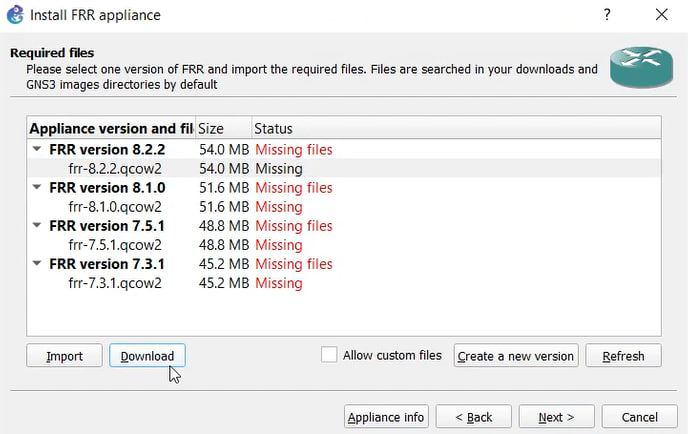 Install FRR appliance
?
Required files
Please select one version of FRR and import the required files. Files are searched in your downloads and
GNS3 images directories by default
Appliance version and fil Size Status
FRR version 8.2.2 54.0 MB Missing files
frr-8.2.2.qcow2 54.0 MB Missing
FRR version 8.1.0 51.6 MB Missing files
frr-8.1.0.qcow2 51.6 MB Missing
FRR version 7.5.1 48.8 MB Missing files
frr-7.5.1.qcow2 48.8 MB Missing
FRR version 7.3.1 45.2 MB Missing files
frr-7.3.1.qcow2 45.2 MB Missing
Import Download Allow custom files Create a new version Refresh
Appliance info < Back Next > Cancel